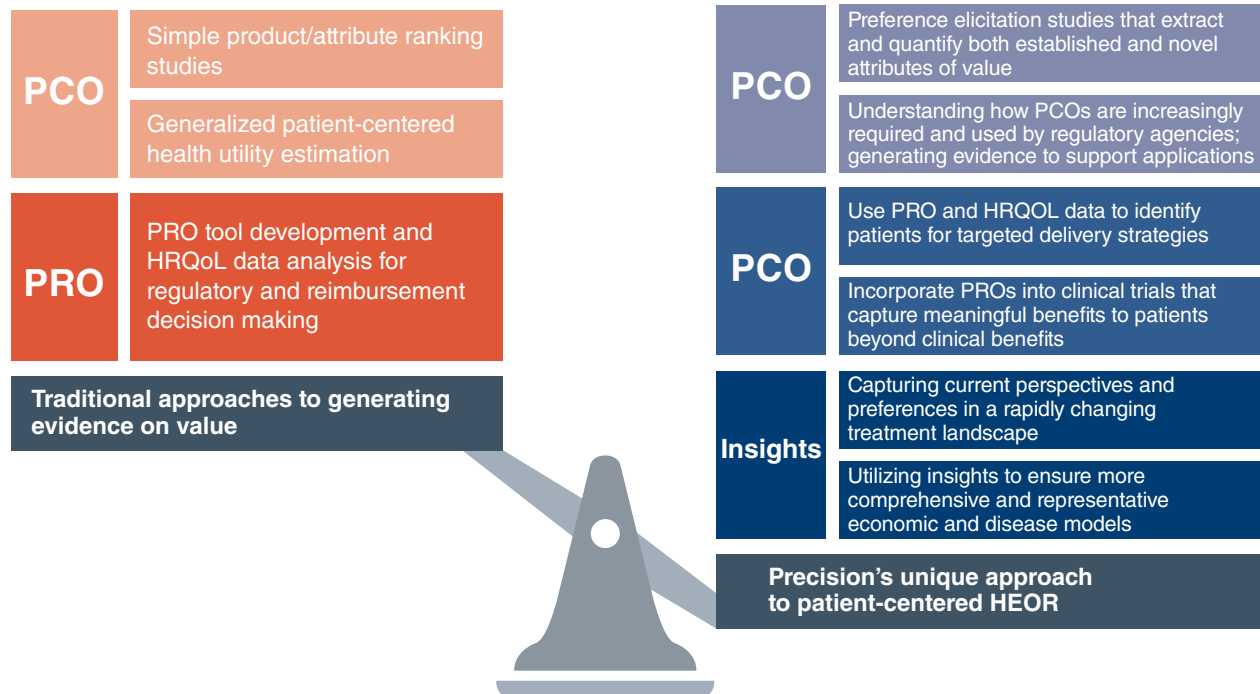 PCO
Simple product/attribute ranking
studies
Generalized patient-centered
health utility estimation
PRO
PRO tool development and
HRQoL data analysis for
regulatory and reimbursement
decision making
Traditional approaches to generating
evidence on value
PCO
Preference elicitation studies that extract
and quantify both established and novel
attributes of value
Understanding how PCOs are increasingly
required and used by regulatory agencies;
generating evidence to support applications
PCO
Use PRO and HRQOL data to identify
patients for targeted delivery strategies
Incorporate PROs into clinical trials that
capture meaningful benefits to patients
beyond clinical benefits
Insights
Capturing current perspectives and
preferences in a rapidly changing
treatment landscape
Utilizing insights to ensure more
comprehensive and representative
economic and disease models
Precision's unique approach
to patient-centered HEOR